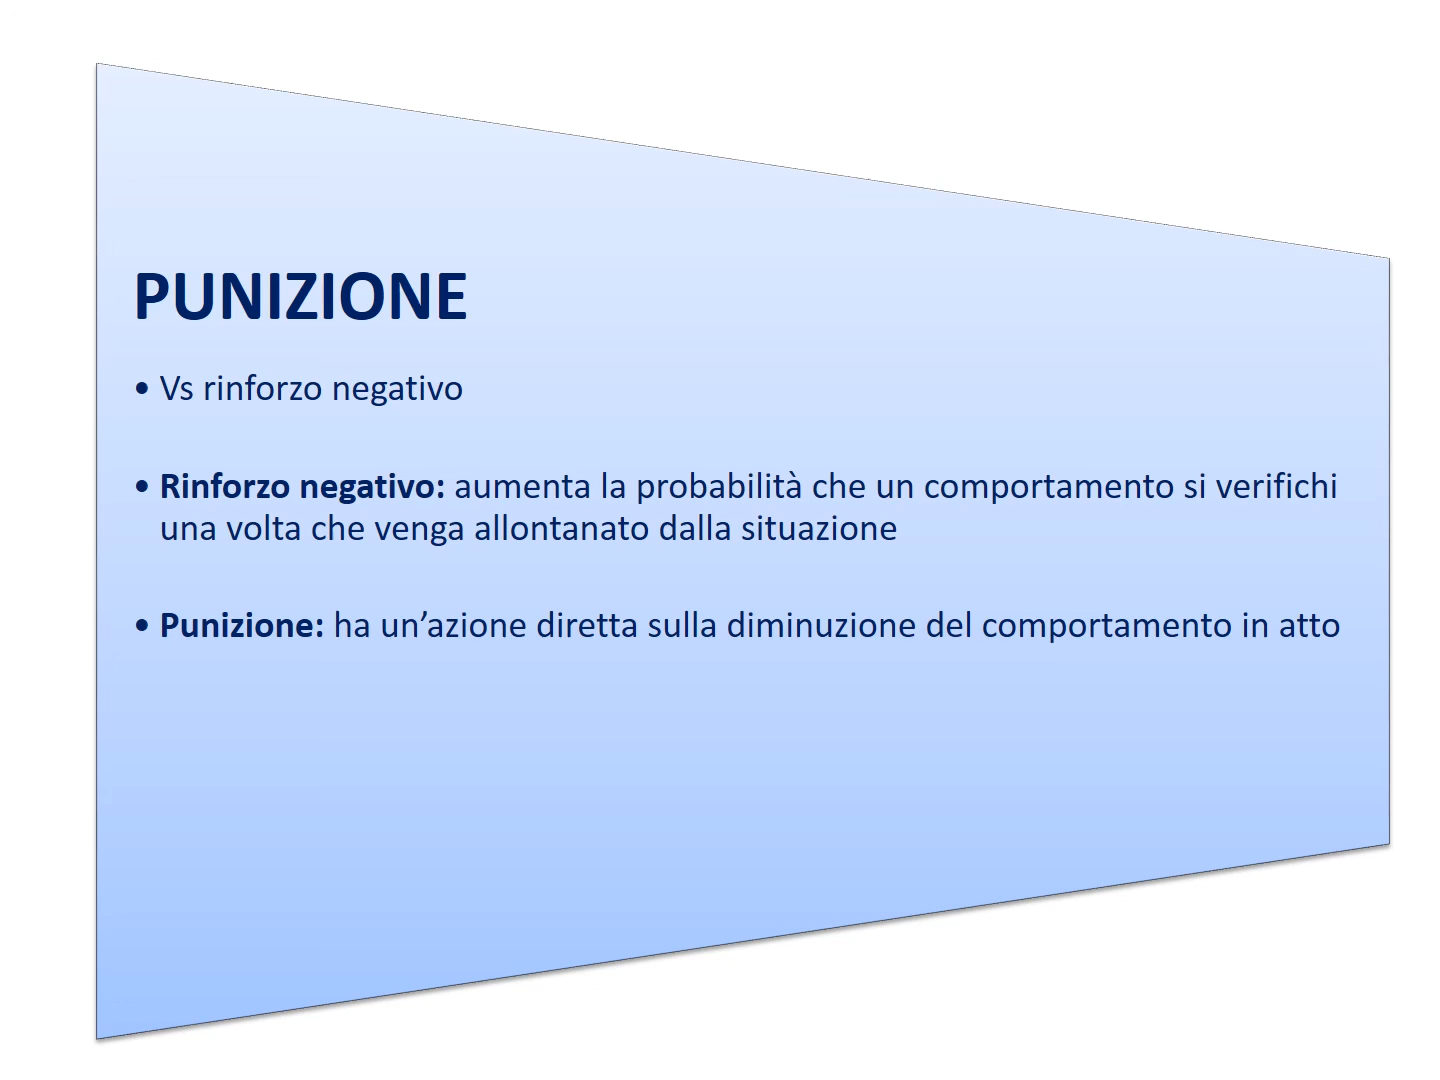 PUNIZIONE
• Vs rinforzo negativo
• Rinforzo negativo: aumenta la probabilità che un comportamento si verifichi
una volta che venga allontanato dalla situazione
• Punizione: ha un’azione diretta sulla diminuzione del comportamento in atto